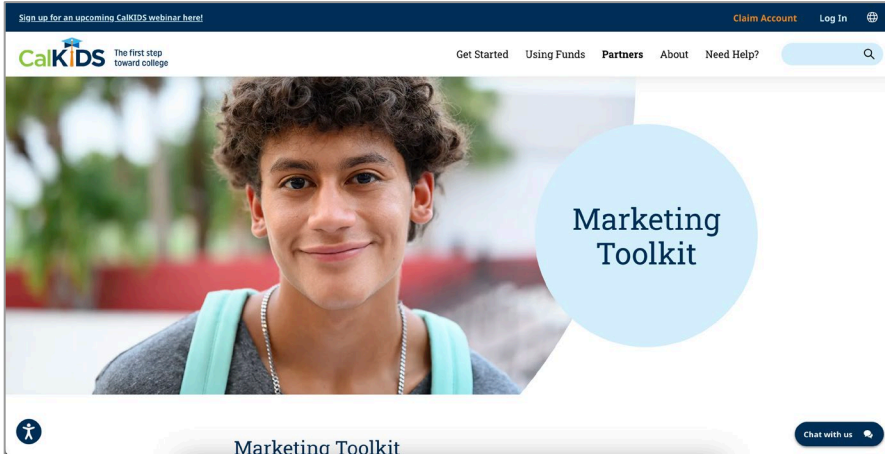 Sign up for an upcoming CalKIDS webinar here!
Claim Account
Log In
CalKIDS
The first step
toward college
Get Started
Using Funds
Partners
About
Need Help?
Marketing
Toolkit
Marketing Toolkit
Chat with us